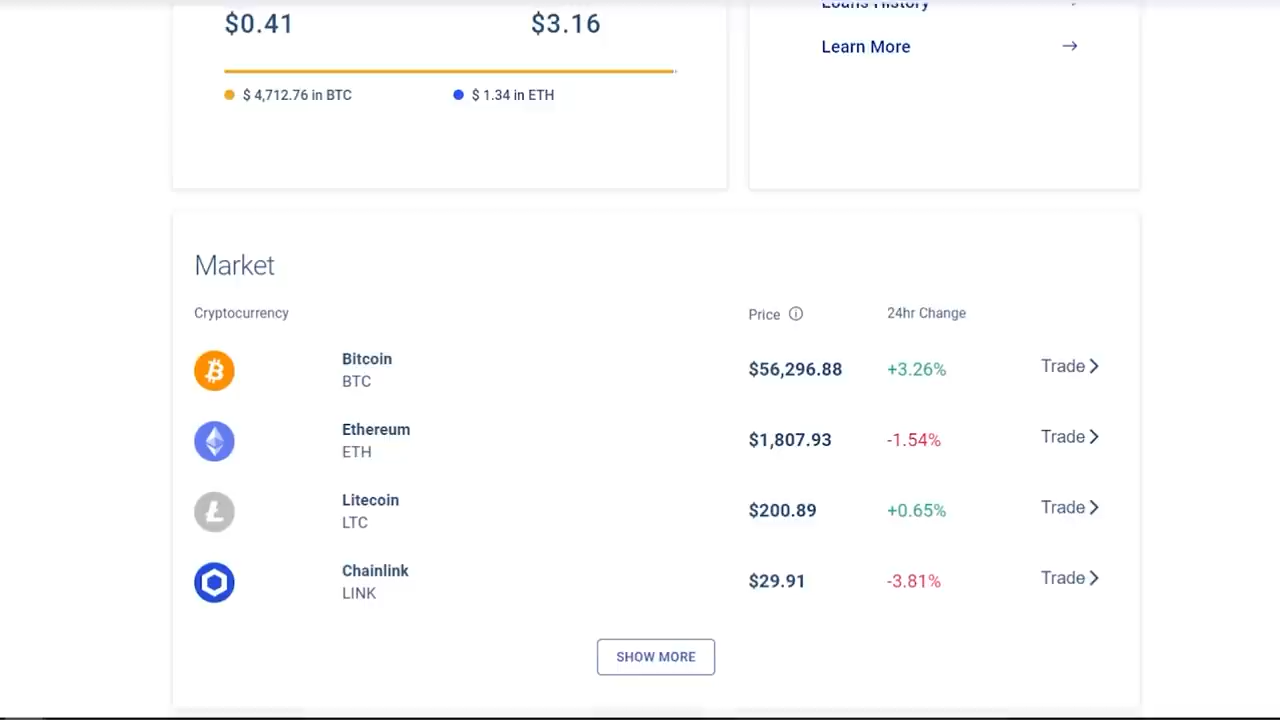 $0.41 $3.16
$ 4,712.76 in BTC $ 1.34 in ETH
Loans History
Learn More
Market
Cryptocurrency Price 24hr Change
Bitcoin
BTC
$56,296.88 +3.26% Trade
Ethereum
ETH
$1,807.93 -1.54% Trade
Litecoin
LTC
$200.89 +0.65% Trade
Chainlink
LINK
$29.91 -3.81% Trade
SHOW MORE